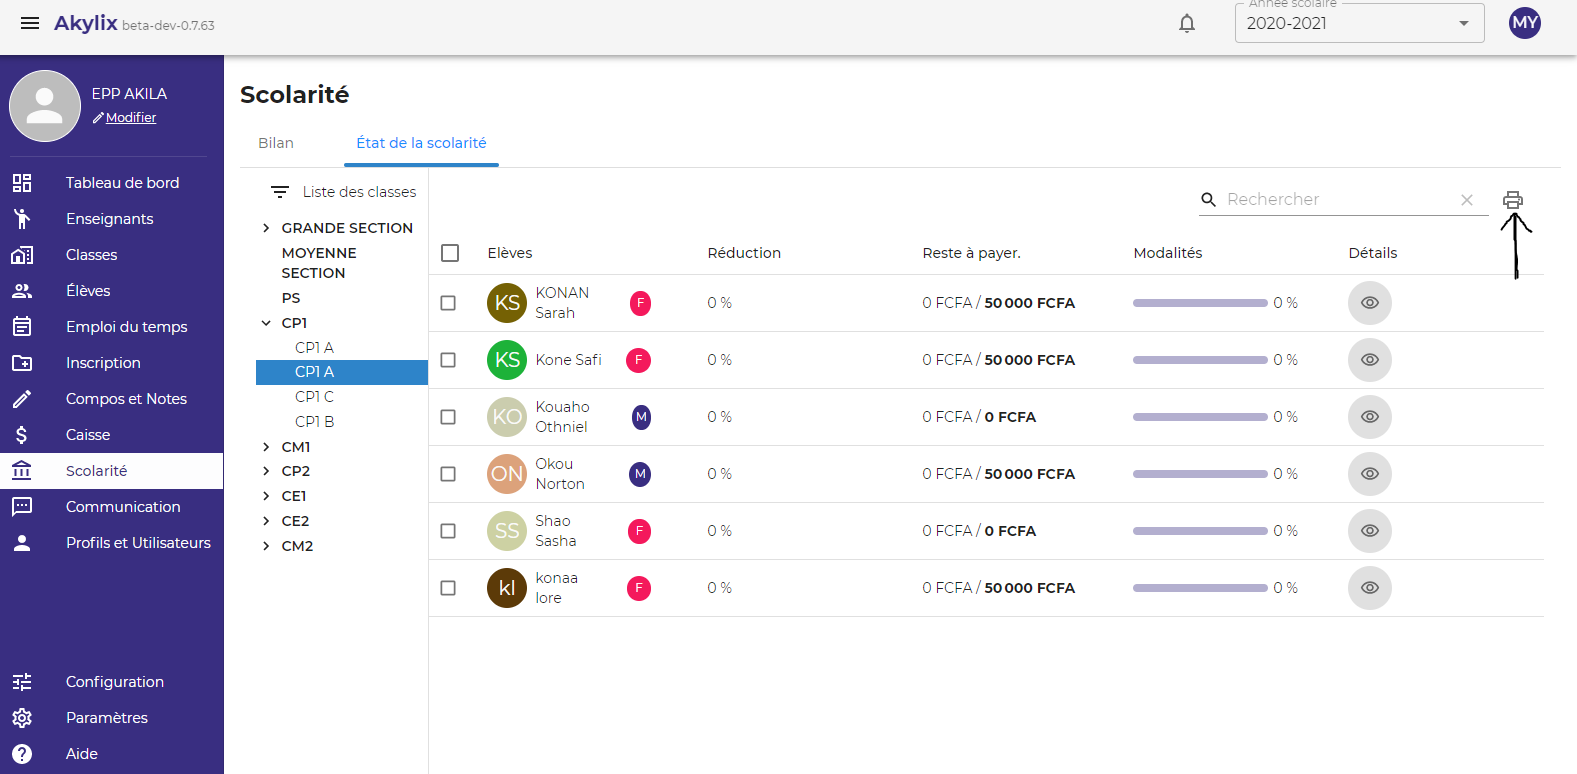 Akylix beta-dev-0.7.63
Année scolaire
2020-2021
MY
EPP AKILA
Modifier
Tableau de bord
Enseignants
Classes
Élèves
Emploi du temps
Inscription
Compos et Notes
Caisse
Scolarité
Communication
Profils et Utilisateurs
Configuration
Paramètres
Aide
Scolarité
Bilan
État de la scolarité
Liste des classes
GRANDE SECTION
MOYENNE
SECTION
PS
CP1
CP1 A
CP1 A
CP1 C
CP1 B
CM1
CP2
CE1
CE2
CM2
Rechercher
Elèves Réduction Reste à payer. Modalités Détails
KS KONAN
Sarah F 0 % 0 FCFA / 50 000 FCFA 0 %
KS Kone Safi F 0 % 0 FCFA / 50 000 FCFA 0 %
KO Kouaho
Othniel M 0 % 0 FCFA / 0 FCFA 0 %
ON Okou
Norton M 0 % 0 FCFA / 50 000 FCFA 0 %
SS Shao
Sasha F 0 % 0 FCFA / 0 FCFA 0 %
kl konaa
lore F 0 % 0 FCFA / 50 000 FCFA 0 %